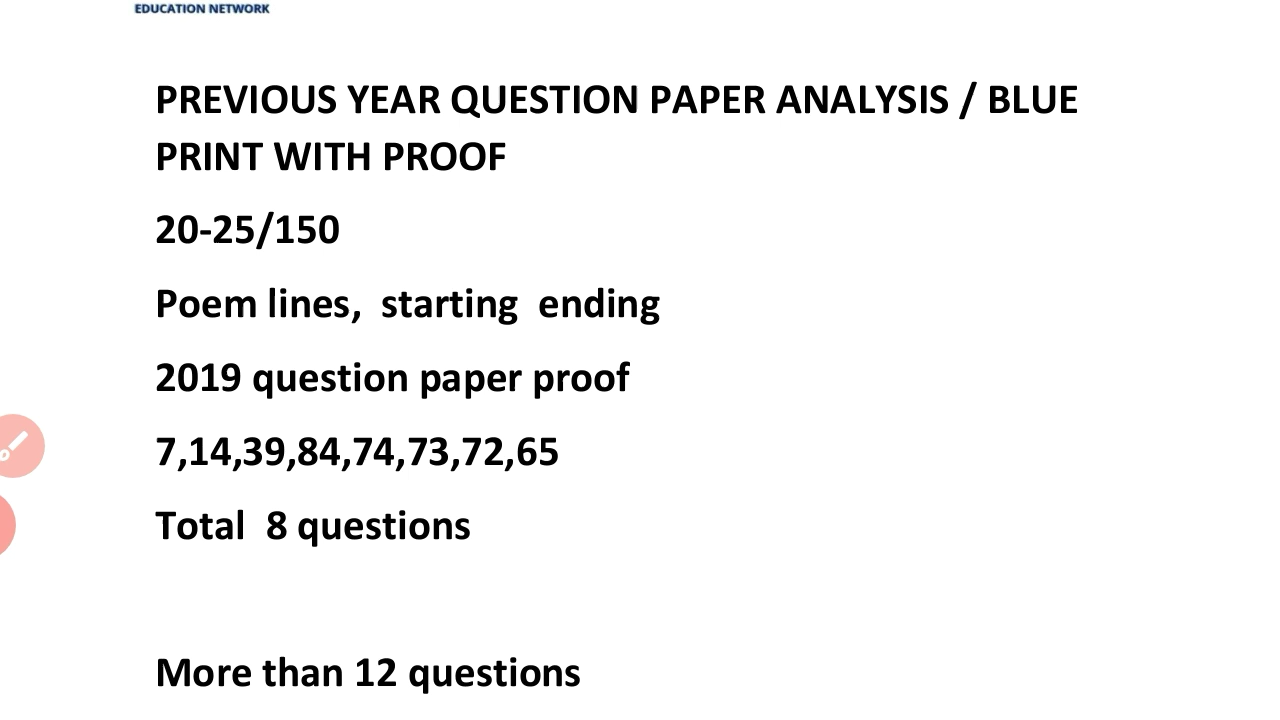 EDUCATION NETWORK
PREVIOUS YEAR QUESTION PAPER ANALYSIS / BLUE
PRINT WITH PROOF
20-25/150
Poem lines, starting ending
2019 question paper proof
7,14,39,84,74,73,72,65
Total 8 questions
More than 12 questions